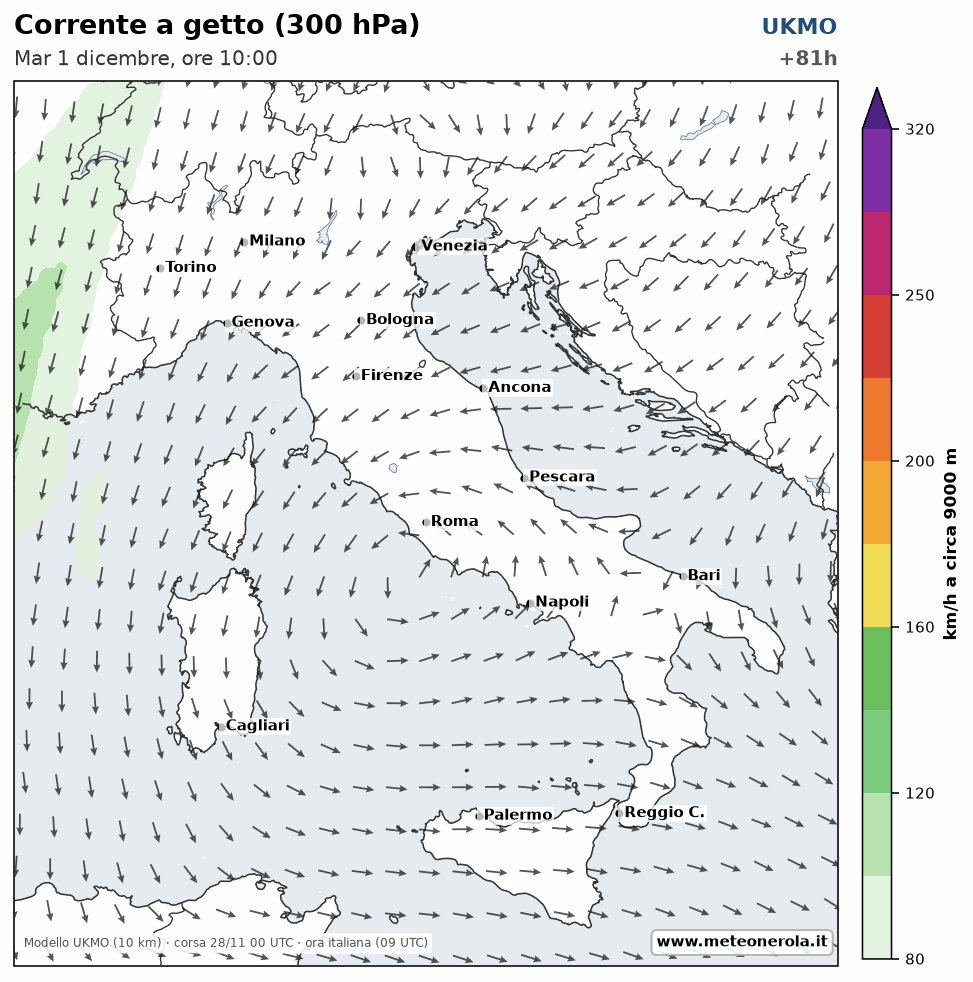 Corrente a getto (300 hPa)
UKMO
Mar 1 dicembre, ore 10:00
+81h
320
Milano
Venezia
Torino
250
Genova
Bologna
Firenze
Ancona
200
Pescara
Roma
km/h a circa 9000 m
Bari
Napoli
160
Cagliari
120
Palermo
Reggio C.
Modello UKMO (10 km) · corsa 28/11 00 UTC · ora italiana (09 UTC)
www.meteonerola.it
80